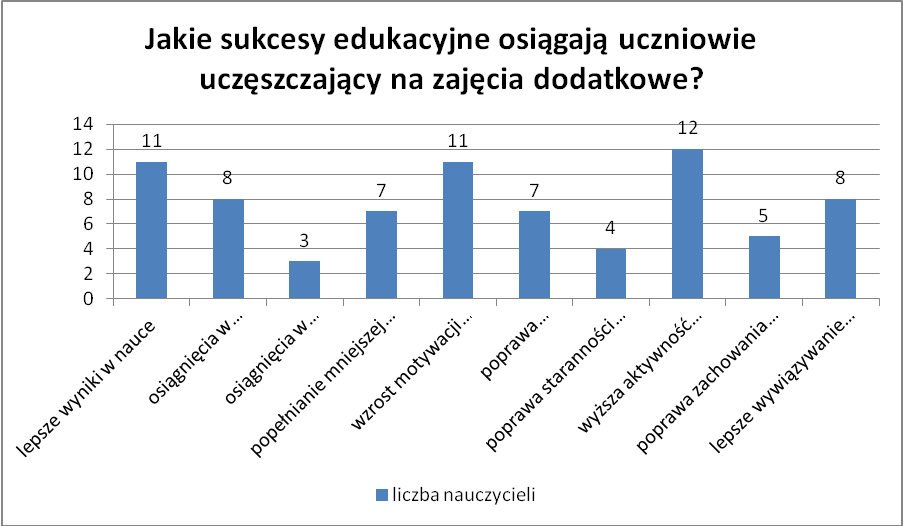 Jakie sukcesy edukacyjne osiągają uczniowie
uczęszczający na zajęcia dodatkowe?
14
12
10
8
6
4
2
0
11
8
3
7
11
7
4
12
5
8
lepsze wyniki w nauce
osiągnięcia w...
osiągnięcia w...
popełnianie mniejszej...
wzrost motywacji...
poprawa...
poprawa staranności...
wyższa aktywność...
poprawa zachowania...
lepsze wywiązywanie...
liczba nauczycieli